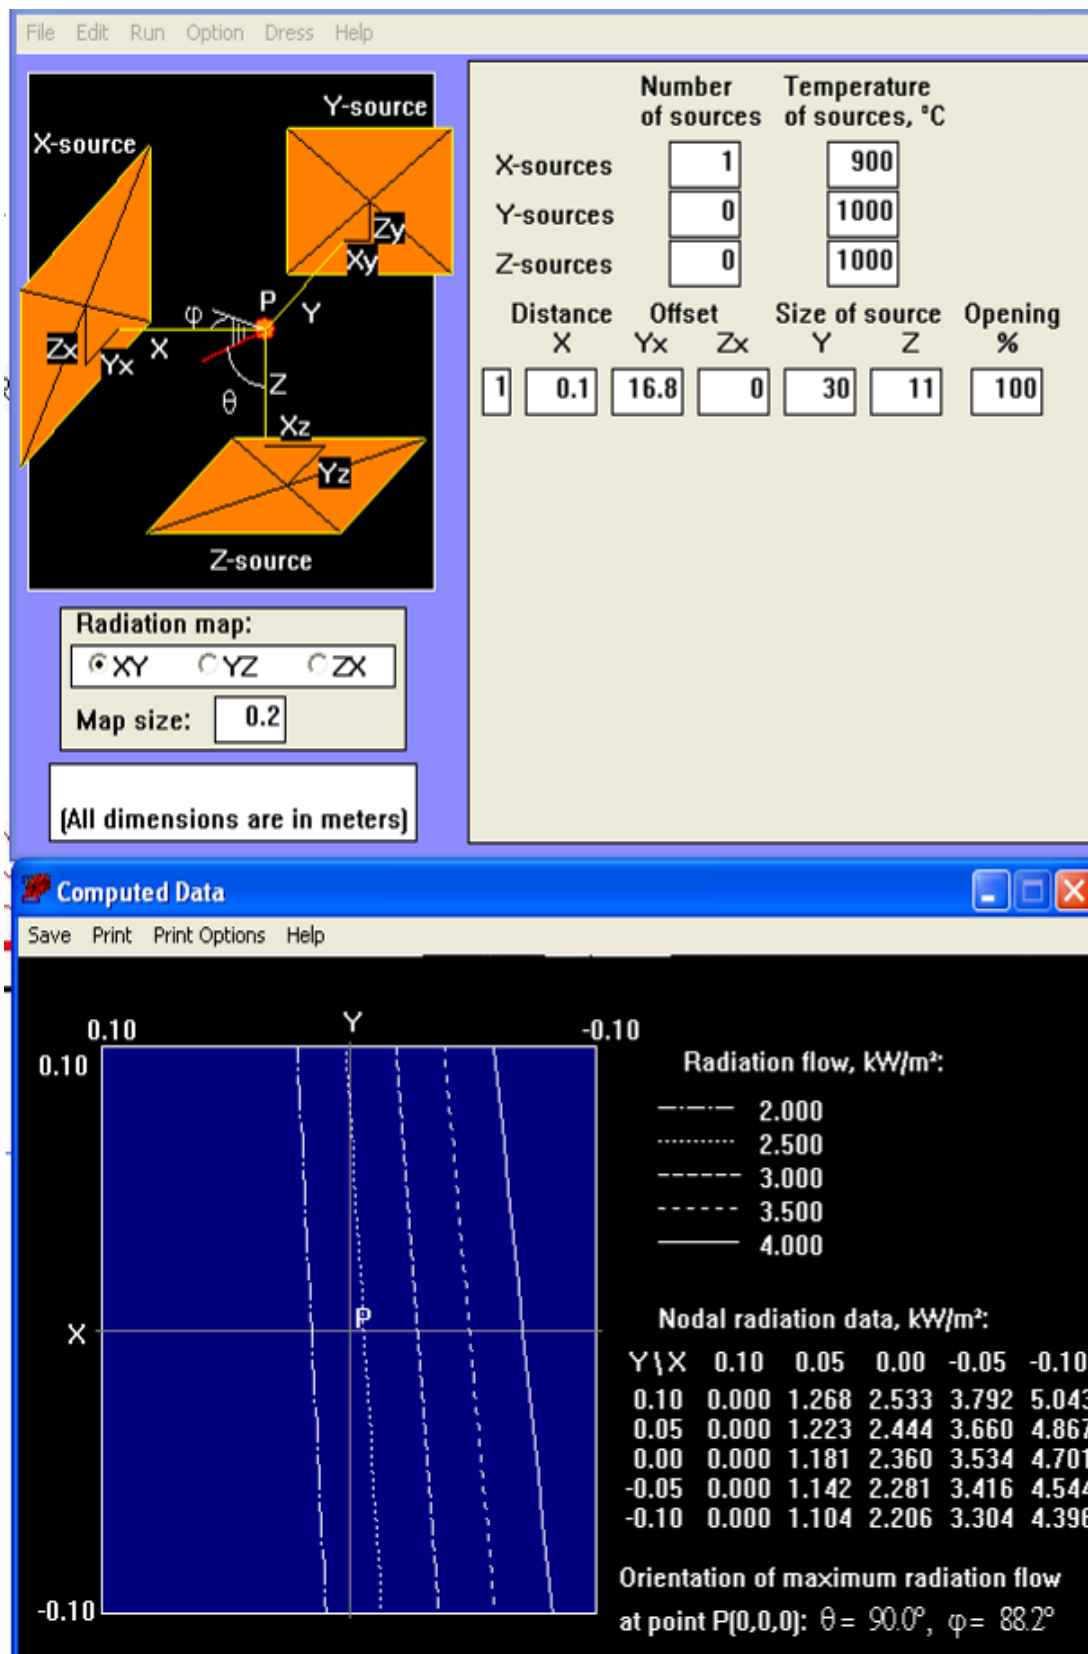 File Edit Run Option Dress Help
Y-source
X-source
Zy
Xy
P
φ
Y
Zx
Yx
X
Z
θ
Xz
Yz
Z-source
Number Temperature
of sources of sources, °C
X-sources 1 900
Y-sources 0 1000
Z-sources 0 1000
Distance Offset Size of source Opening
X Yx Zx Y Z %
1 0.1 16.8 0 30 11 100
Radiation map:
XY YZ ZX
Map size: 0.2
(All dimensions are in meters)
Computed Data
Save Print Print Options Help
0.10 Y -0.10
0.10
X
P
-0.10
Radiation flow, kW/m²:
2.000
2.500
3.000
3.500
4.000
Nodal radiation data, kW/m²:
Y\X 0.10 0.05 0.00 -0.05 -0.10
0.10 0.000 1.268 2.533 3.792 5.043
0.05 0.000 1.223 2.444 3.660 4.867
0.00 0.000 1.181 2.360 3.534 4.701
-0.05 0.000 1.142 2.281 3.416 4.544
-0.10 0.000 1.104 2.206 3.304 4.396
Orientation of maximum radiation flow
at point P(0,0,0): θ = 90.0°, φ = 88.2°